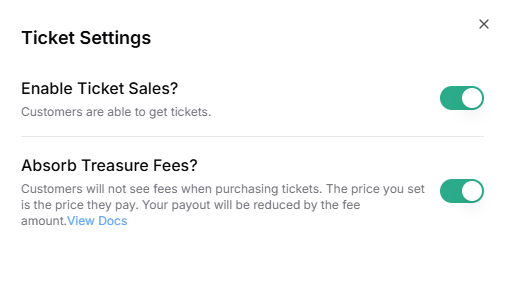 Ticket Settings
Enable Ticket Sales?
Customers are able to get tickets.
Absorb Treasure Fees?
Customers will not see fees when purchasing tickets. The price you set
is the price they pay. Your payout will be reduced by the fee
amount.View Docs